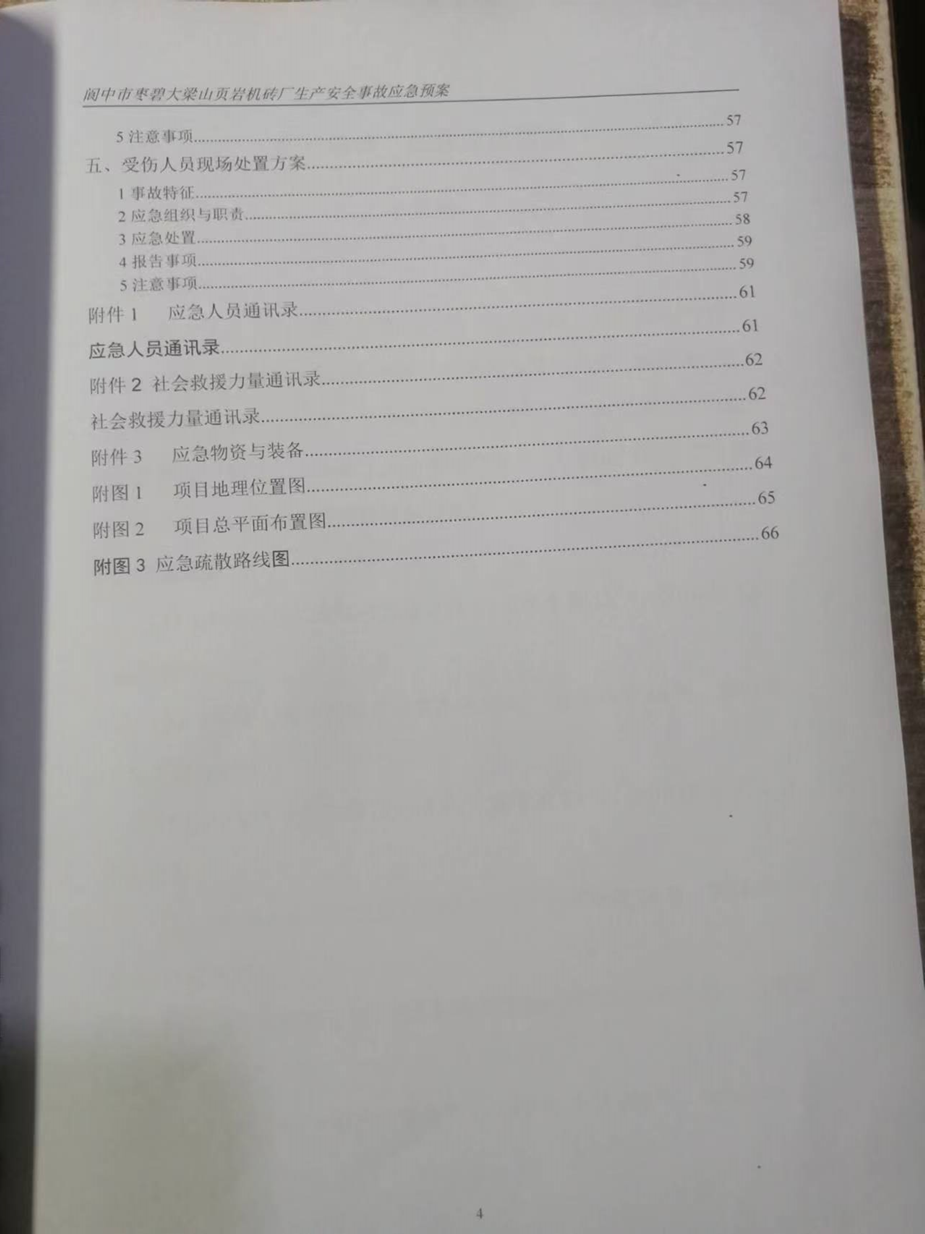 阆中市枣碧大梁山页岩机砖厂生产安全事故应急预案
5 注意事项........57
五、受伤人员现场处置方案........57
1 事故特征........57
2 应急组织与职责........57
3 应急处置........58
4 报告事项........59
5 注意事项........59
附件 1 应急人员通讯录........61
应急人员通讯录........61
附件 2 社会救援力量通讯录........62
社会救援力量通讯录........62
附件 3 应急物资与装备........63
附图 1 项目地理位置图........64
附图 2 项目总平面布置图........65
附图 3 应急疏散路线图........66
4